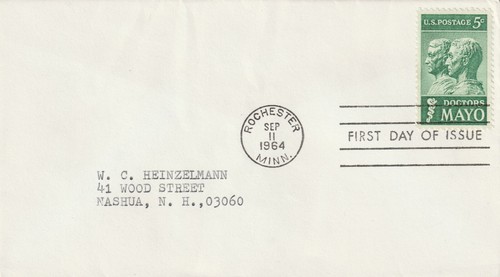 U.S. POSTAGE 5¢
DOCTORS
MAYO
ROCHESTER
SEP
11
1964
MINN.
FIRST DAY OF ISSUE
W. C. HEINZELMANN
41 WOOD STREET
NASHUA, N. H.,03060